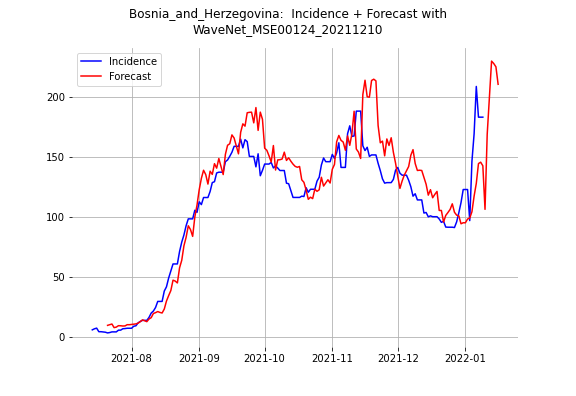 Bosnia_and_Herzegovina:  Incidence + Forecast with
WaveNet_MSE00124_20211210
Incidence
Forecast
200
150
100
50
0
2021-08 2021-09 2021-10 2021-11 2021-12 2022-01